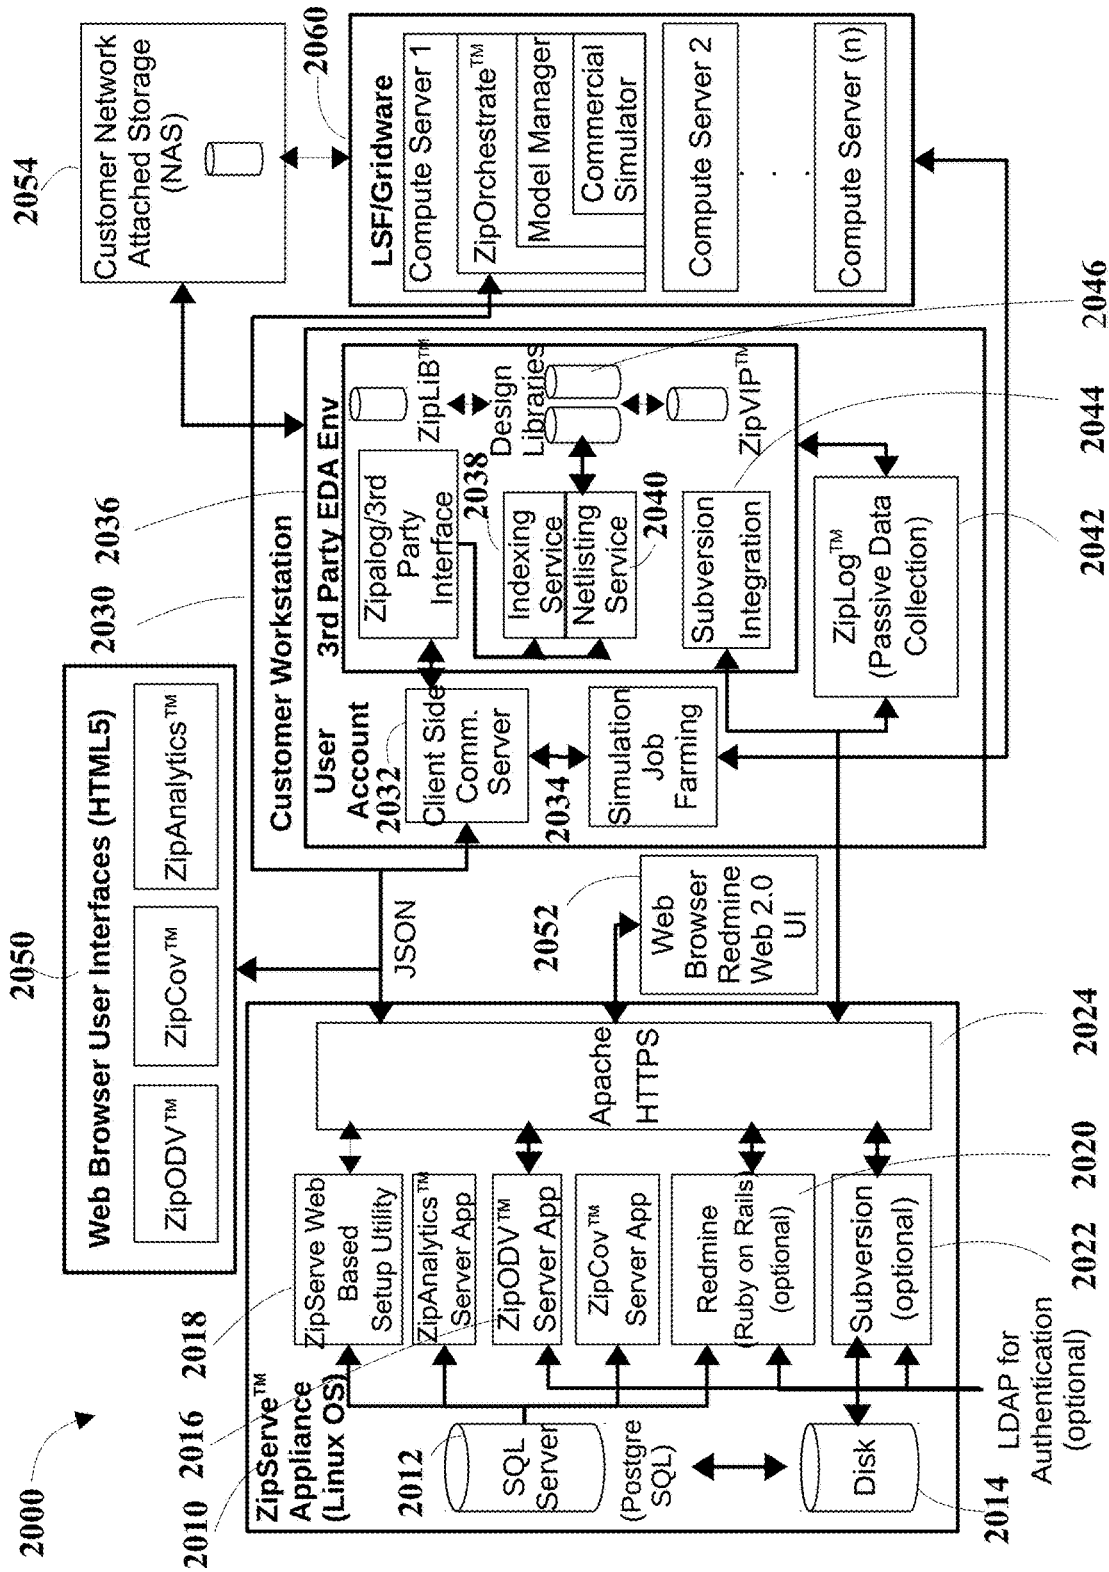 2000
2050
Web Browser User Interfaces (HTML5)
ZipODV™
ZipCov™
ZipAnalytics™
2054
Customer Network
Attached Storage
(NAS)
2010
2016
2018
ZipServe™
Appliance
(Linux OS)
2012
SQL
Server
(Postgre
SQL)
Disk
2014
ZipServe Web
Based
Setup Utility
ZipAnalytics™
Server App
ZipODV™
Server App
ZipCov™
Server App
Redmine
(Ruby on Rails)
(optional)
Subversion
(optional)
LDAP for
Authentication
(optional)
2022
2020
2024
Apache
HTTPS
JSON
2052
Web
Browser
Redmine
Web 2.0
UI
2030
2036
Customer Workstation
User
Account
2032
Client Side
Comm.
Server
2034
Simulation
Job
Farming
3rd Party EDA Env
Zipalog/3rd
Party
Interface
2038
Indexing
Service
Netlisting
Service
2040
Subversion
Integration
ZipLiB™
Design
Libraries
ZipVIP™
ZipLog™
(Passive Data
Collection)
2042
2044
2046
2060
LSF/Gridware
Compute Server 1
ZipOrchestrate™
Model Manager
Commercial
Simulator
Compute Server 2
. . .
Compute Server (n)